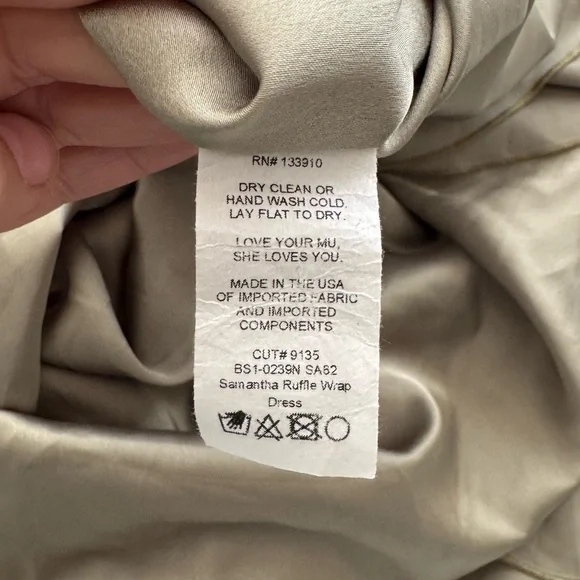 RN# 133910
DRY CLEAN OR
HAND WASH COLD.
LAY FLAT TO DRY.
LOVE YOUR MU,
SHE LOVES YOU.
MADE IN THE USA
OF IMPORTED FABRIC
AND IMPORTED
COMPONENTS
CUT# 9135
BS1-0239N SA82
Samantha Ruffle Wrap
Dress